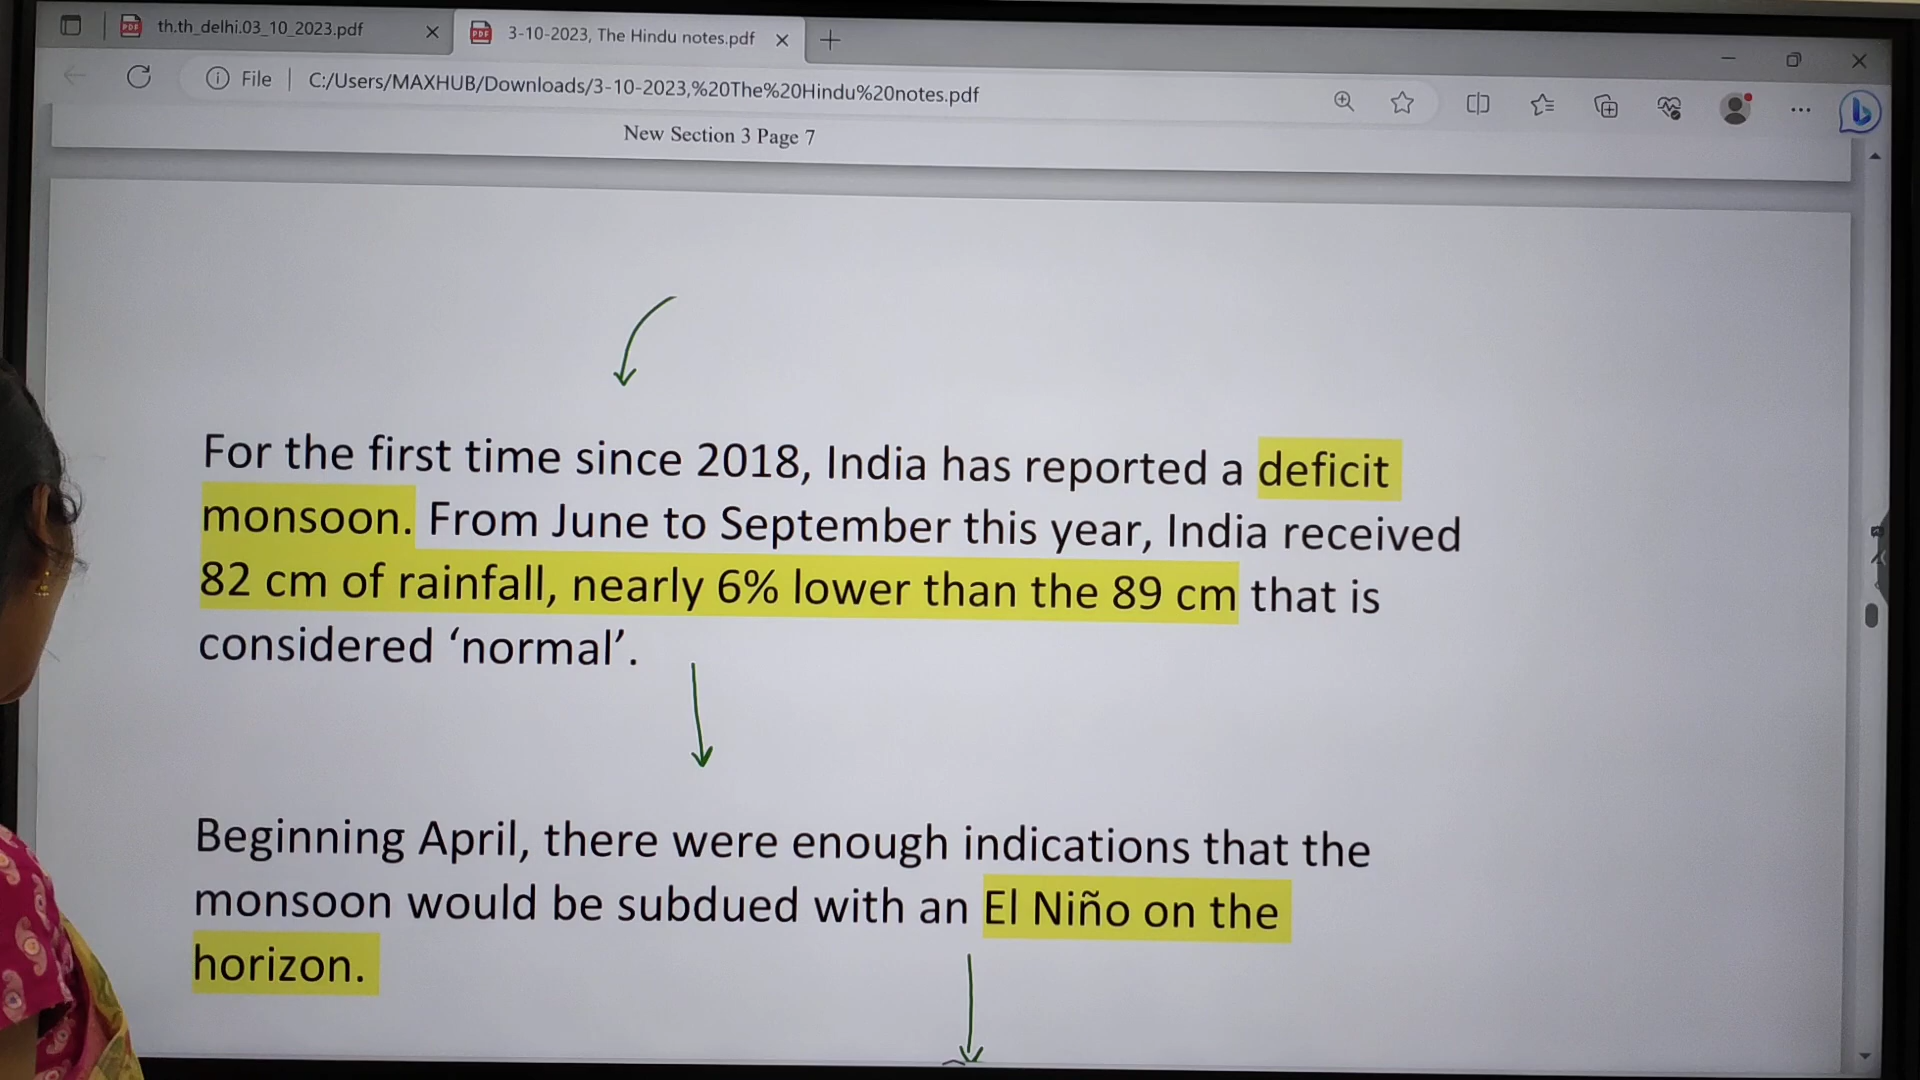 th.th_delhi.03_10_2023.pdf
3-10-2023, The Hindu notes.pdf
File
C:/Users/MAXHUB/Downloads/3-10-2023,%20The%20Hindu%20notes.pdf
New Section 3 Page 7
For the first time since 2018, India has reported a deficit
monsoon. From June to September this year, India received
82 cm of rainfall, nearly 6% lower than the 89 cm that is
considered ‘normal’.
Beginning April, there were enough indications that the
monsoon would be subdued with an El Niño on the
horizon.